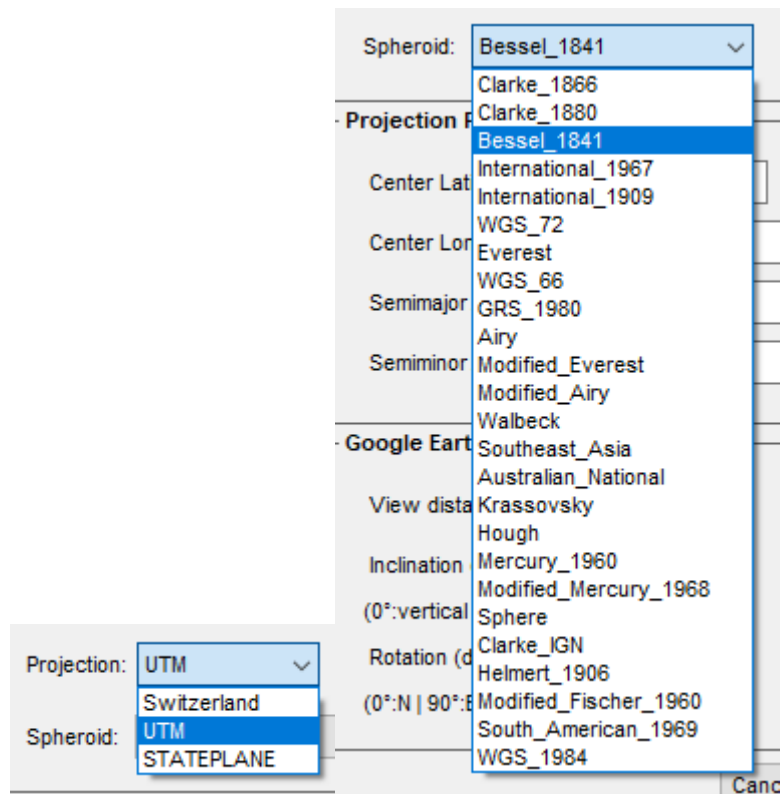 Spheroid: Bessel_1841
Clarke_1866
Clarke_1880
Projection P
Bessel_1841
International_1967
Center Lat
International_1909
WGS_72
Center Lon
Everest
WGS_66
Semimajor
GRS_1980
Airy
Semiminor
Modified_Everest
Modified_Airy
Walbeck
Google Eart
Southeast_Asia
Australian_National
View dista
Krassovsky
Hough
Inclination
Mercury_1960
Modified_Mercury_1968
(0°:vertical
Sphere
Clarke_IGN
Rotation (d
Helmert_1906
(0°:N | 90°:E
Modified_Fischer_1960
South_American_1969
WGS_1984
Canc
Projection: UTM
Switzerland
UTM
Spheroid:
STATEPLANE